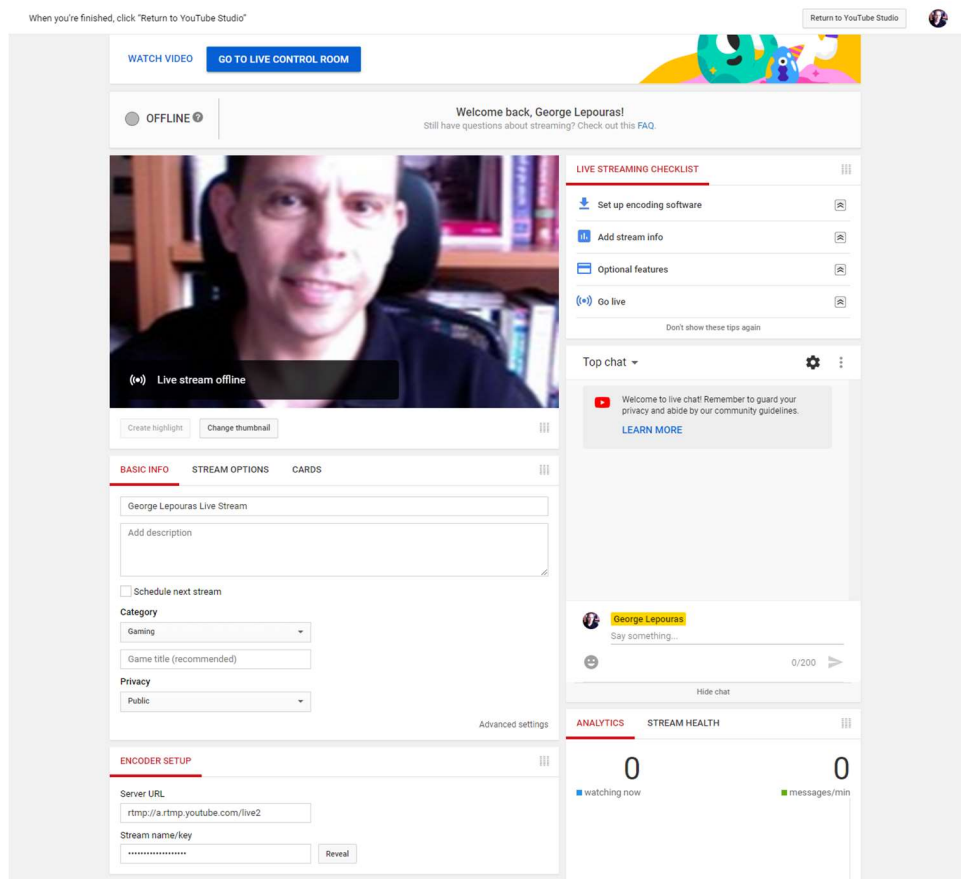 When you're finished, click "Return to YouTube Studio"
Return to YouTube Studio
WATCH VIDEO
GO TO LIVE CONTROL ROOM
OFFLINE
Welcome back, George Lepouras!
Still have questions about streaming? Check out this FAQ.
Live stream offline
Create highlight
Change thumbnail
BASIC INFO
STREAM OPTIONS
CARDS
George Lepouras Live Stream
Add description
Schedule next stream
Category
Gaming
Game title (recommended)
Privacy
Public
Advanced settings
ENCODER SETUP
Server URL
rtmp://a.rtmp.youtube.com/live2
Stream name/key
•••••••••••••••••••
Reveal
LIVE STREAMING CHECKLIST
Set up encoding software
Add stream info
Optional features
Go live
Don't show these tips again
Top chat
Welcome to live chat! Remember to guard your
privacy and abide by our community guidelines.
LEARN MORE
George Lepouras
Say something...
0/200
Hide chat
ANALYTICS
STREAM HEALTH
0
watching now
0
messages/min